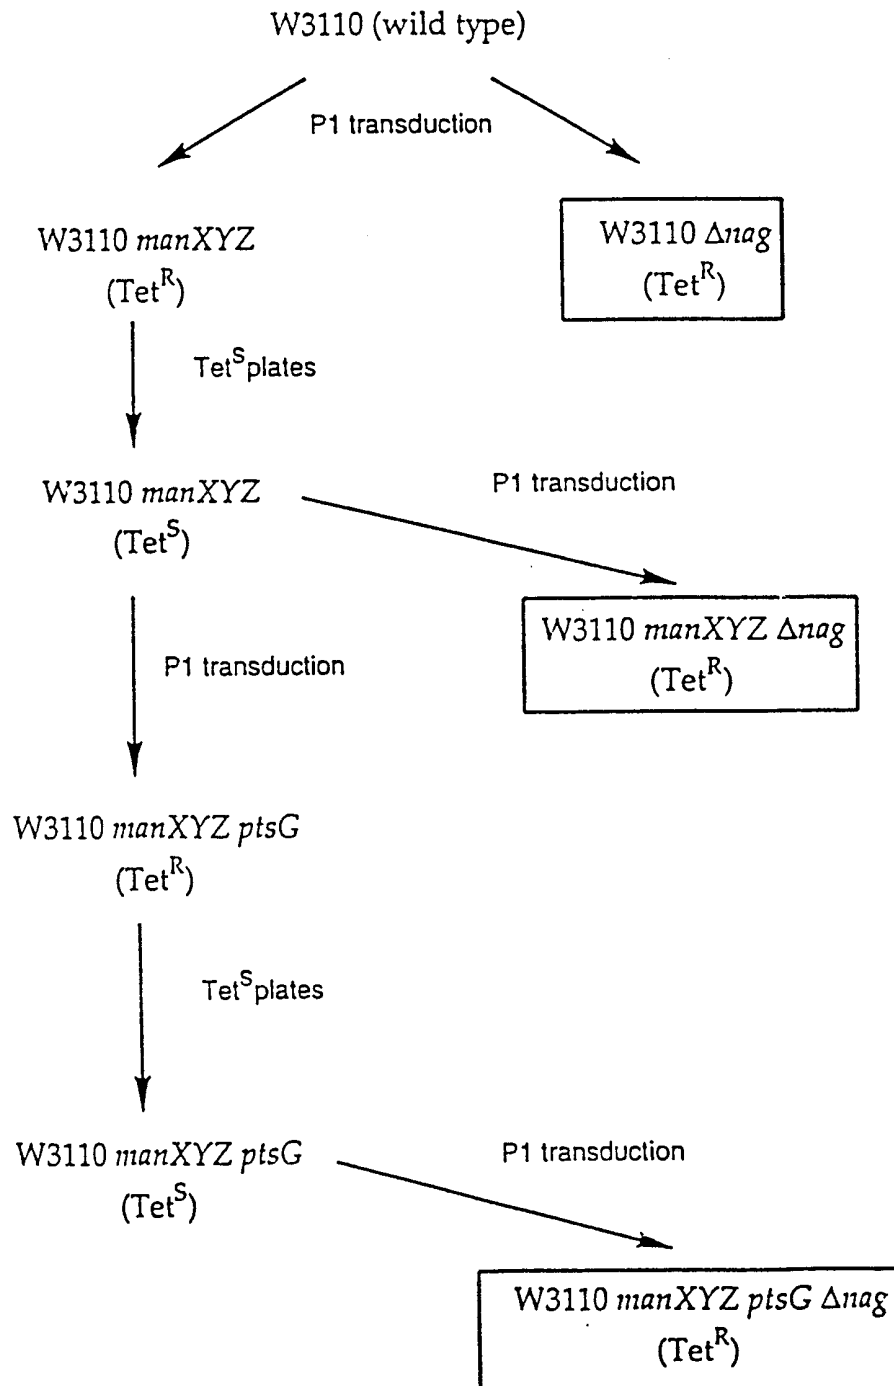 W3110 (wild type)
P1 transduction
W3110 manXYZ
(Tet^R)
W3110 Δnag
(Tet^R)
Tet^S plates
W3110 manXYZ
(Tet^S)
P1 transduction
W3110 manXYZ Δnag
(Tet^R)
P1 transduction
W3110 manXYZ ptsG
(Tet^R)
Tet^S plates
W3110 manXYZ ptsG
(Tet^S)
P1 transduction
W3110 manXYZ ptsG Δnag
(Tet^R)